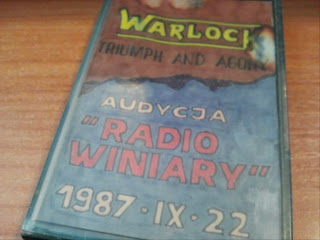 WARLOCK
TRIUMPH AND AGONY
AUDYCJA
"RADIO
WINIARY"
1987·IX·22